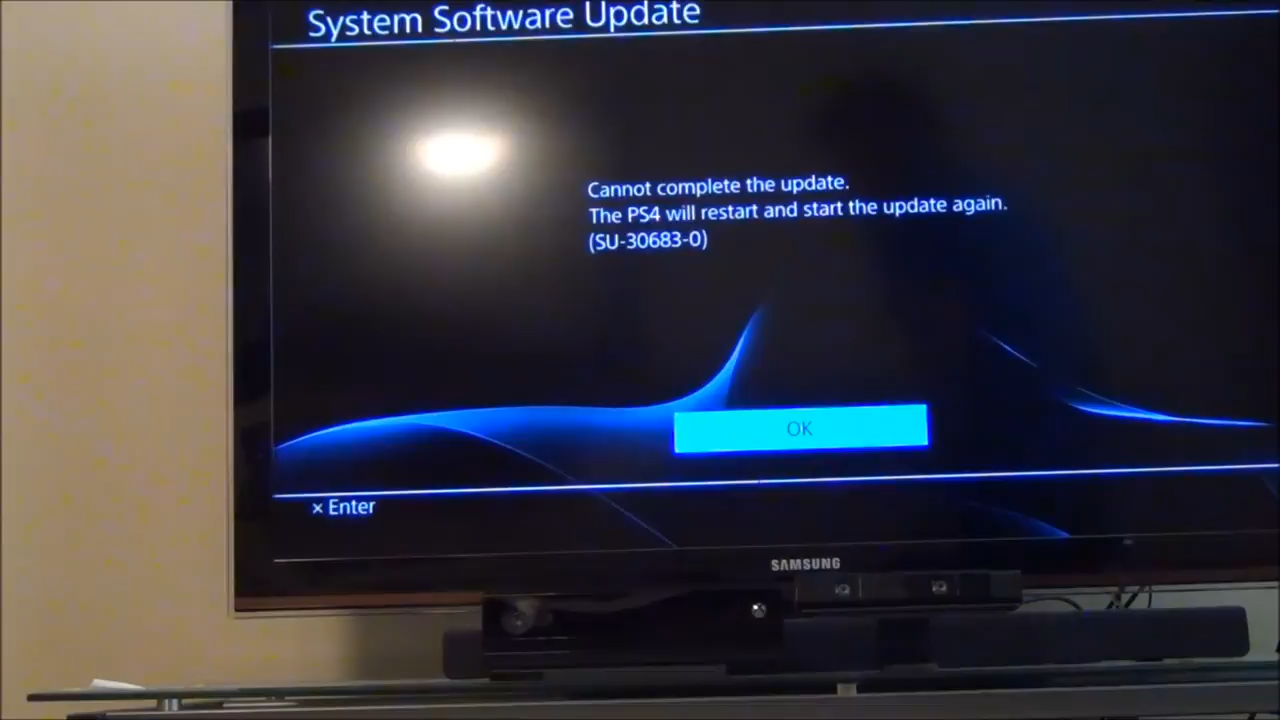 System Software Update
Cannot complete the update.
The PS4 will restart and start the update again.
(SU-30683-0)
OK
× Enter
SAMSUNG